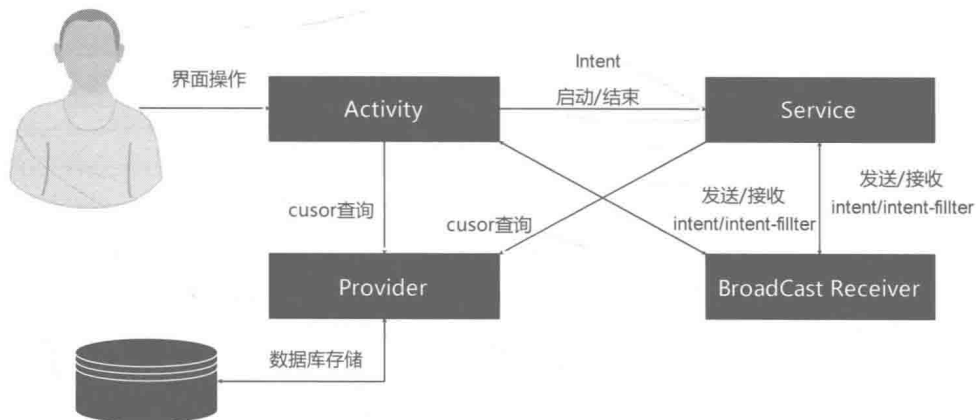 界面操作
Activity
Intent
启动/结束
Service
cusor查询
cusor查询
发送/接收
intent/intent-fillter
发送/接收
intent/intent-fillter
Provider
BroadCast Receiver
数据库存储